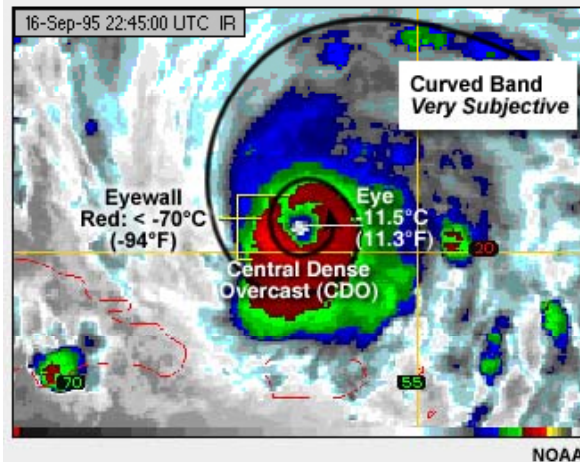 16-Sep-95 22:45:00 UTC IR
Curved Band
Very Subjective
Eyewall
Red: < -70°C
(-94°F)
Eye
-11.5°C
(11.3°F)
20
Central Dense
Overcast (CDO)
70
55
NOAA